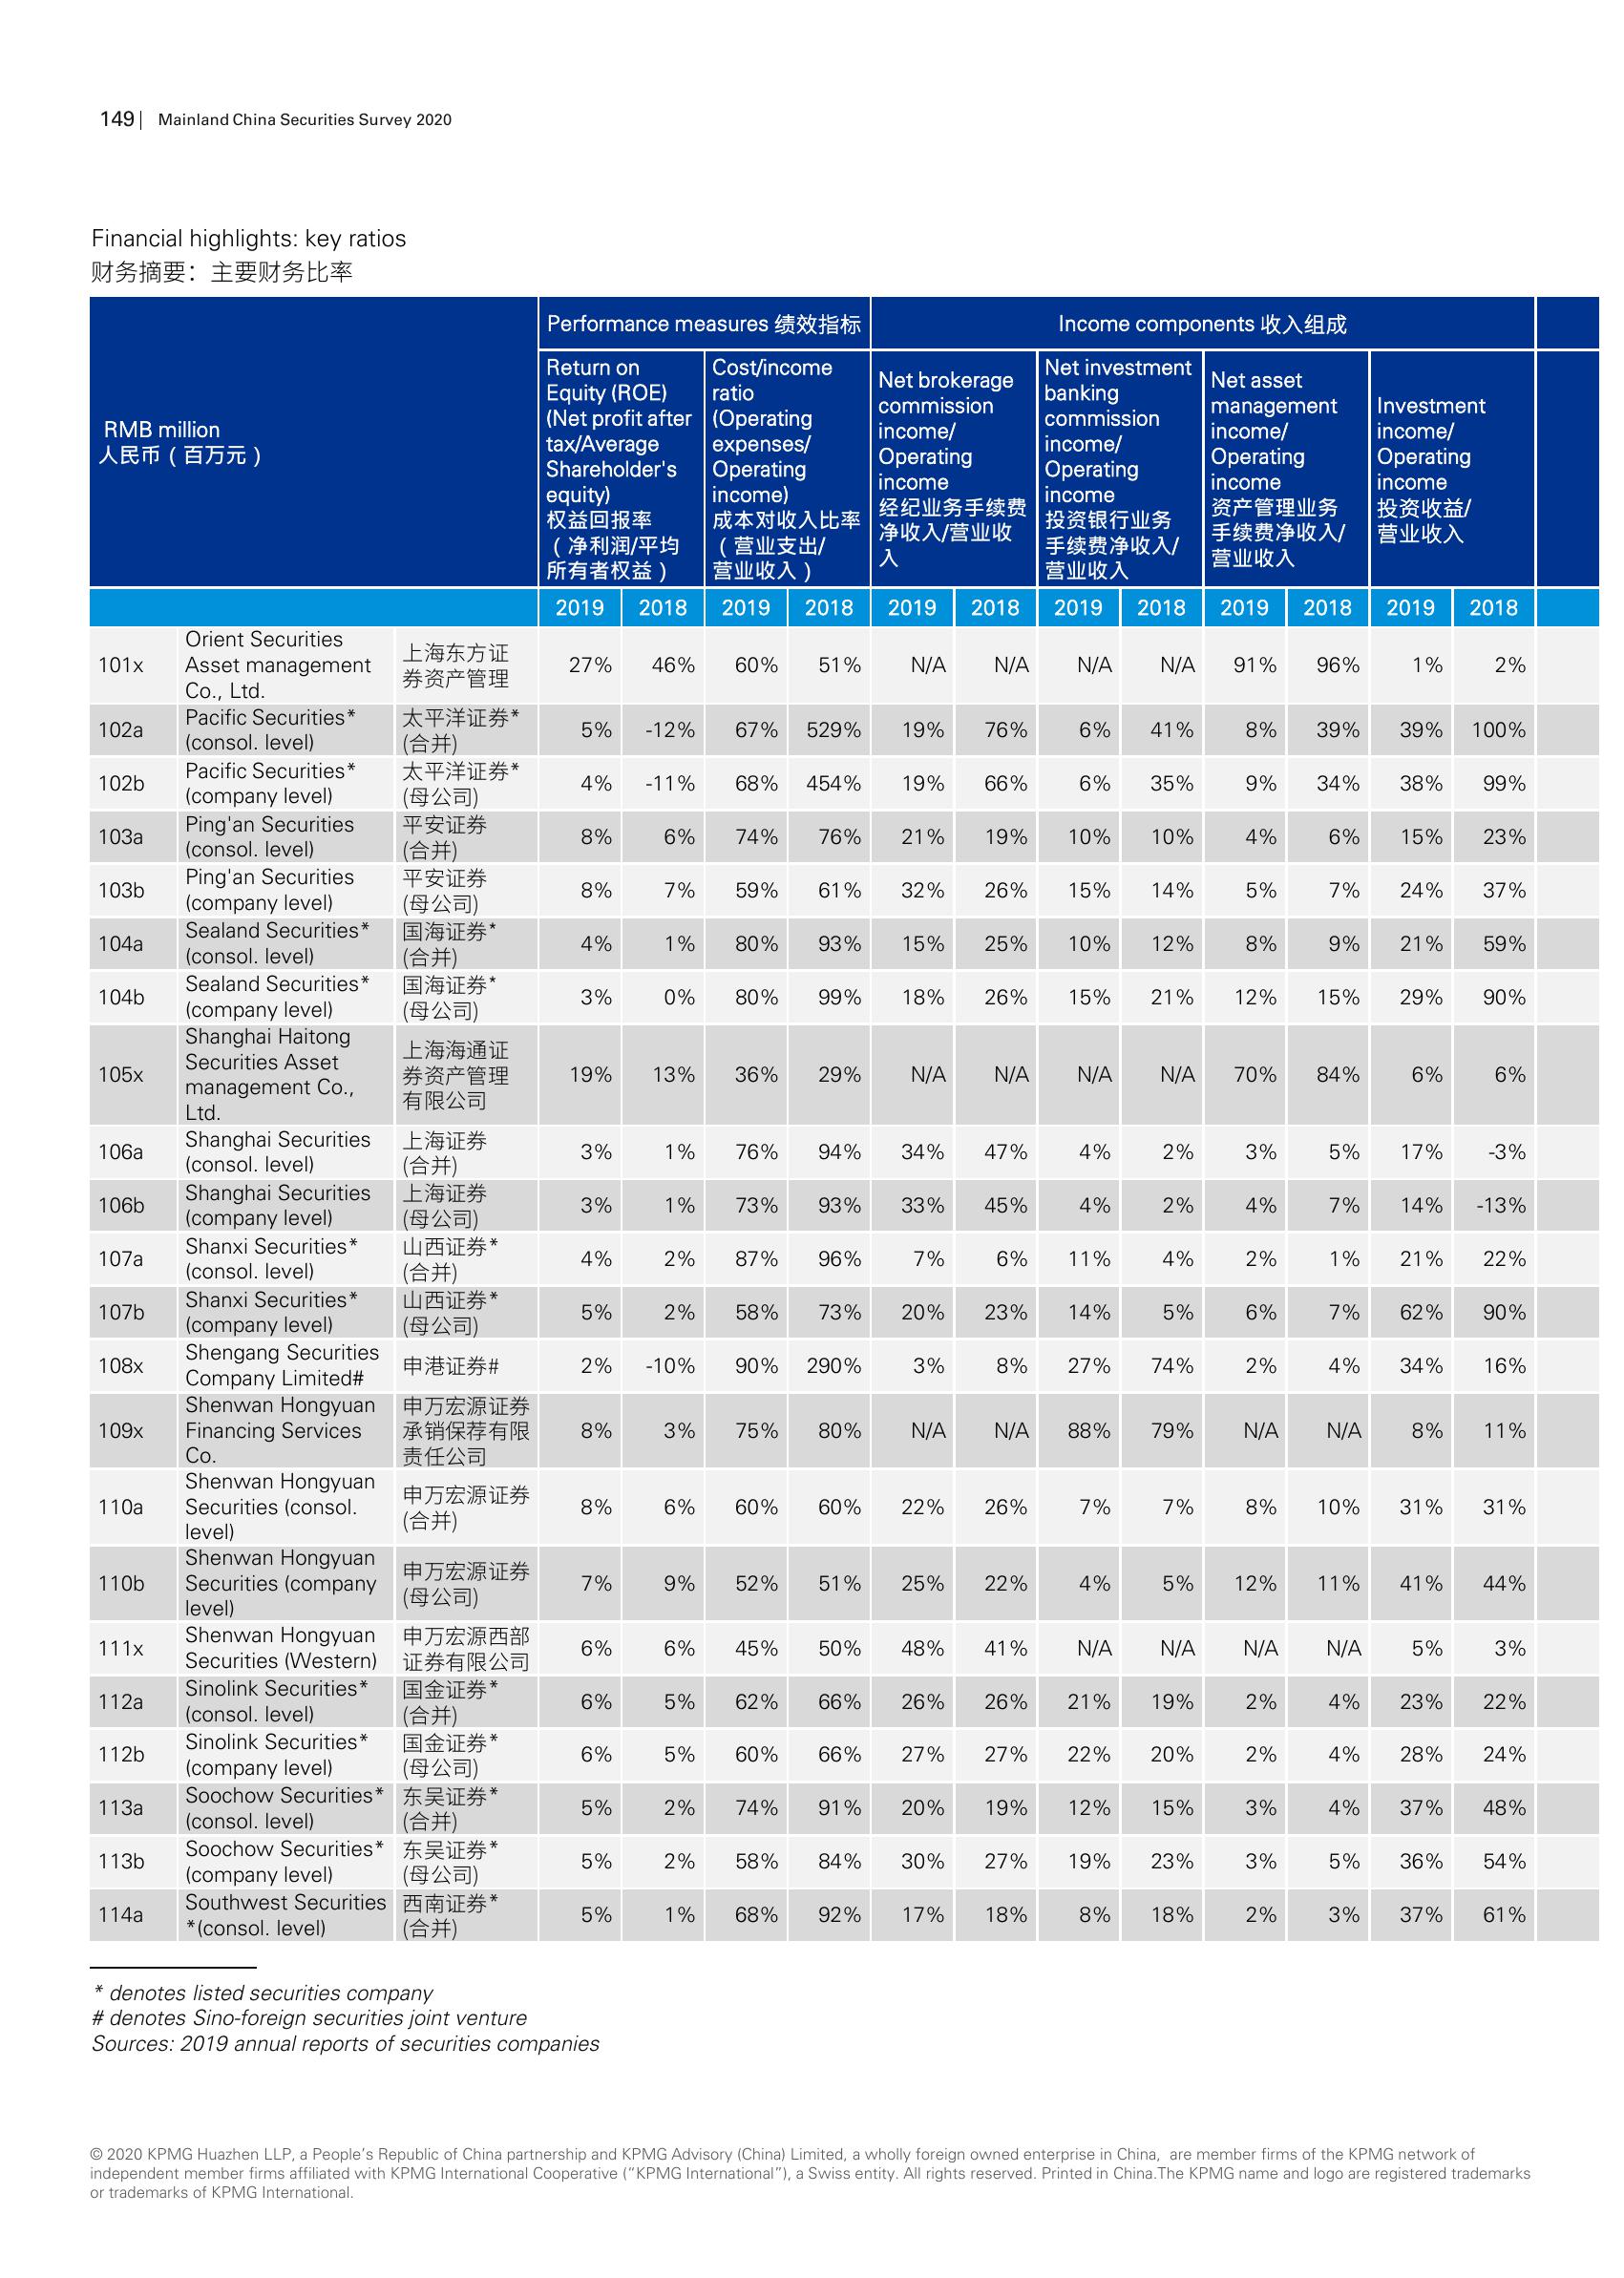 149 | Mainland China Securities Survey 2020
Financial highlights: key ratios
财务摘要：主要财务比率
RMB million
人民币（百万元）
Performance measures 绩效指标
Income components 收入组成
Return on
Equity (ROE)
(Net profit after
tax/Average
Shareholder's
equity)
权益回报率
（净利润/平均
所有者权益）
Cost/income
ratio
(Operating
expenses/
Operating
income)
成本对收入比率
（营业支出/
营业收入）
Net brokerage
commission
income/
Operating
income
经纪业务手续费
净收入/营业收
入
Net investment
banking
commission
income/
Operating
income
投资银行业务
手续费净收入/
营业收入
Net asset
management
income/
Operating
income
资产管理业务
手续费净收入/
营业收入
Investment
income/
Operating
income
投资收益/
营业收入
2019 2018 2019 2018 2019 2018 2019 2018 2019 2018 2019 2018
101x Orient Securities Asset management Co., Ltd. 上海东方证券资产管理 27% 46% 60% 51% N/A N/A N/A N/A 91% 96% 1% 2%
102a Pacific Securities* (consol. level) 太平洋证券* (合并) 5% -12% 67% 529% 19% 76% 6% 41% 8% 39% 39% 100%
102b Pacific Securities* (company level) 太平洋证券* (母公司) 4% -11% 68% 454% 19% 66% 6% 35% 9% 34% 38% 99%
103a Ping'an Securities (consol. level) 平安证券 (合并) 8% 6% 74% 76% 21% 19% 10% 10% 4% 6% 15% 23%
103b Ping'an Securities (company level) 平安证券 (母公司) 8% 7% 59% 61% 32% 26% 15% 14% 5% 7% 24% 37%
104a Sealand Securities* (consol. level) 国海证券* (合并) 4% 1% 80% 93% 15% 25% 10% 12% 8% 9% 21% 59%
104b Sealand Securities* (company level) 国海证券* (母公司) 3% 0% 80% 99% 18% 26% 15% 21% 12% 15% 29% 90%
105x Shanghai Haitong Securities Asset management Co., Ltd. 上海海通证券资产管理有限公司 19% 13% 36% 29% N/A N/A N/A N/A 70% 84% 6% 6%
106a Shanghai Securities (consol. level) 上海证券 (合并) 3% 1% 76% 94% 34% 47% 4% 2% 3% 5% 17% -3%
106b Shanghai Securities (company level) 上海证券 (母公司) 3% 1% 73% 93% 33% 45% 4% 2% 4% 7% 14% -13%
107a Shanxi Securities* (consol. level) 山西证券* (合并) 4% 2% 87% 96% 7% 6% 11% 4% 2% 1% 21% 22%
107b Shanxi Securities* (company level) 山西证券* (母公司) 5% 2% 58% 73% 20% 23% 14% 5% 6% 7% 62% 90%
108x Shengang Securities Company Limited# 申港证券# 2% -10% 90% 290% 3% 8% 27% 74% 2% 4% 34% 16%
109x Shenwan Hongyuan Financing Services Co. 申万宏源证券承销保荐有限责任公司 8% 3% 75% 80% N/A N/A 88% 79% N/A N/A 8% 11%
110a Shenwan Hongyuan Securities (consol. level) 申万宏源证券 (合并) 8% 6% 60% 60% 22% 26% 7% 7% 8% 10% 31% 31%
110b Shenwan Hongyuan Securities (company level) 申万宏源证券 (母公司) 7% 9% 52% 51% 25% 22% 4% 5% 12% 11% 41% 44%
111x Shenwan Hongyuan Securities (Western) 申万宏源西部证券有限公司 6% 6% 45% 50% 48% 41% N/A N/A N/A N/A 5% 3%
112a Sinolink Securities* (consol. level) 国金证券* (合并) 6% 5% 62% 66% 26% 26% 21% 19% 2% 4% 23% 22%
112b Sinolink Securities* (company level) 国金证券* (母公司) 6% 5% 60% 66% 27% 27% 22% 20% 2% 4% 28% 24%
113a Soochow Securities* (consol. level) 东吴证券* (合并) 5% 2% 74% 91% 20% 19% 12% 15% 3% 4% 37% 48%
113b Soochow Securities* (company level) 东吴证券* (母公司) 5% 2% 58% 84% 30% 27% 19% 23% 3% 5% 36% 54%
114a Southwest Securities *(consol. level) 西南证券* (合并) 5% 1% 68% 92% 17% 18% 8% 18% 2% 3% 37% 61%
* denotes listed securities company
# denotes Sino-foreign securities joint venture
Sources: 2019 annual reports of securities companies
© 2020 KPMG Huazhen LLP, a People’s Republic of China partnership and KPMG Advisory (China) Limited, a wholly foreign owned enterprise in China, are member firms of the KPMG network of
independent member firms affiliated with KPMG International Cooperative (“KPMG International”), a Swiss entity. All rights reserved. Printed in China.The KPMG name and logo are registered trademarks
or trademarks of KPMG International.